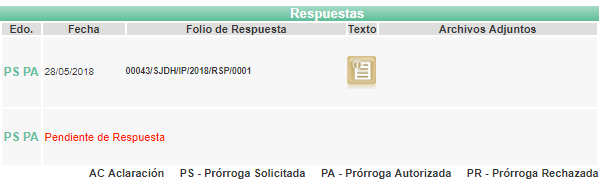 Respuestas
Edo. Fecha Folio de Respuesta Texto Archivos Adjuntos
PS PA 28/05/2018 00043/SJDH/IP/2018/RSP/0001
PS PA Pendiente de Respuesta
AC Aclaración PS - Prórroga Solicitada PA - Prórroga Autorizada PR - Prórroga Rechazada